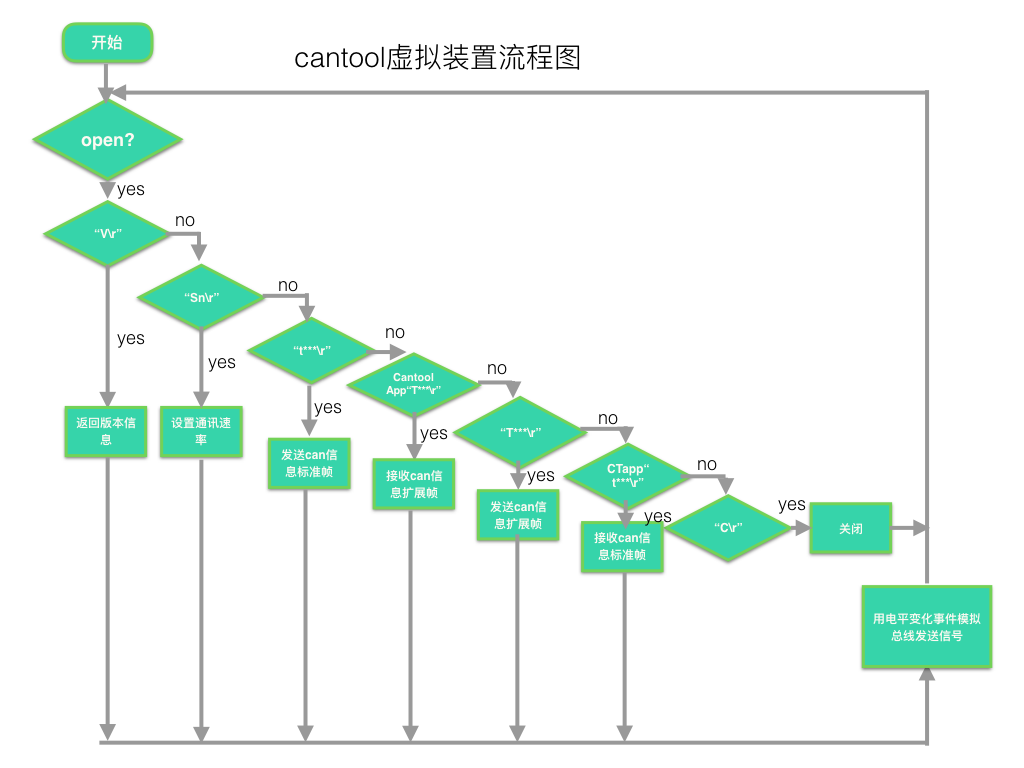 开始
cantool虚拟装置流程图
open?
yes
“V\r”
no
“Sn\r”
no
“t***\r”
no
Cantool
App“T***\r”
no
“T***\r”
no
CTapp“
t***\r”
no
“C\r”
yes
关闭
yes
yes
yes
yes
yes
yes
返回版本信
息
设置通讯速
率
发送can信
息标准帧
接收can信
息扩展帧
发送can信
息扩展帧
接收can信
息标准帧
用电平变化事件模拟
总线发送信号